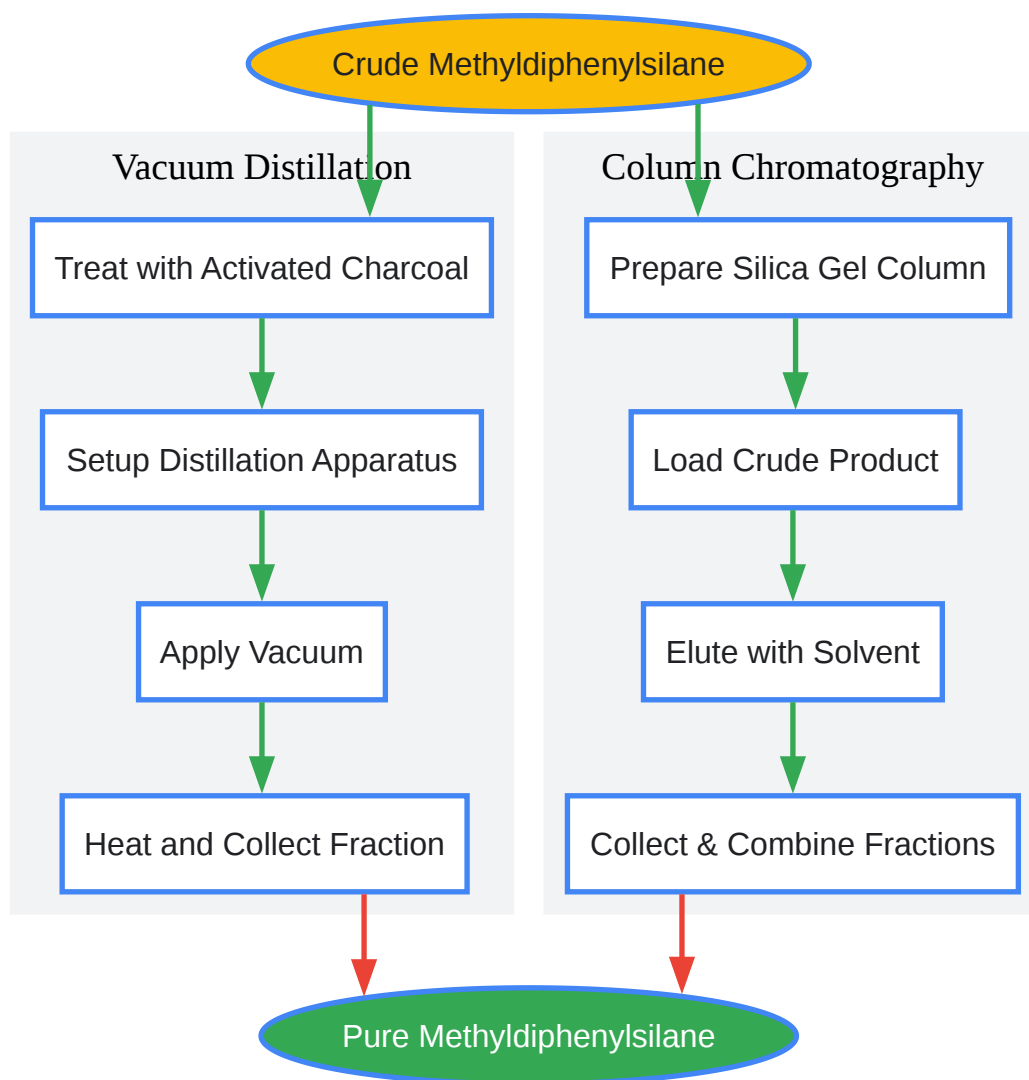 Crude Methyldiphenylsilane
Vacuum Distillation
Treat with Activated Charcoal
Setup Distillation Apparatus
Apply Vacuum
Heat and Collect Fraction
Column Chromatography
Prepare Silica Gel Column
Load Crude Product
Elute with Solvent
Collect & Combine Fractions
Pure Methyldiphenylsilane